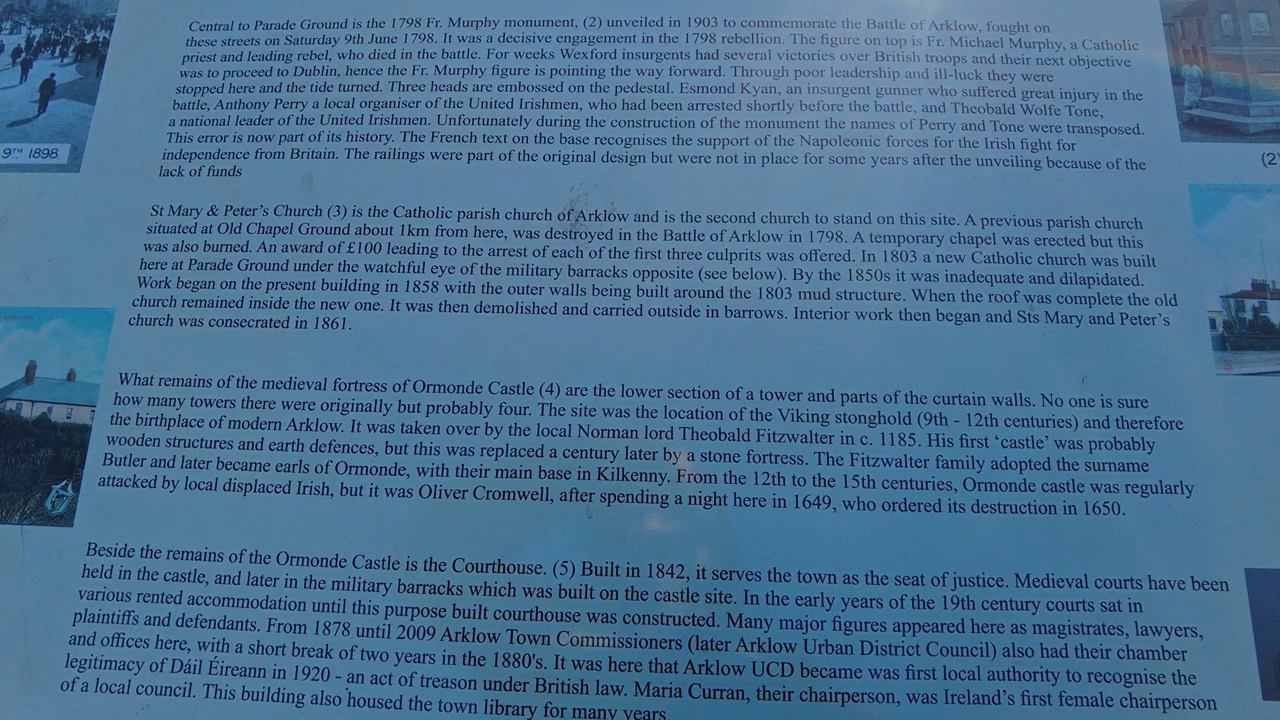 Central to Parade Ground is the 1798 Fr. Murphy monument, (2) unveiled in 1903 to commemorate the Battle of Arklow, fought on
these streets on Saturday 9th June 1798. It was a decisive engagement in the 1798 rebellion. The figure on top is Fr. Michael Murphy, a Catholic
priest and leading rebel, who died in the battle. For weeks Wexford insurgents had several victories over British troops and their next objective
was to proceed to Dublin, hence the Fr. Murphy figure is pointing the way forward. Through poor leadership and ill-luck they were
stopped here and the tide turned. Three heads are embossed on the pedestal. Esmond Kyan, an insurgent gunner who suffered great injury in the
battle, Anthony Perry a local organiser of the United Irishmen, who had been arrested shortly before the battle, and Theobald Wolfe Tone,
a national leader of the United Irishmen. Unfortunately during the construction of the monument the names of Perry and Tone were transposed.
This error is now part of its history. The French text on the base recognises the support of the Napoleonic forces for the Irish fight for
independence from Britain. The railings were part of the original design but were not in place for some years after the unveiling because of the
lack of funds
9TH 1898
(2)
St Mary & Peter's Church (3) is the Catholic parish church of Arklow and is the second church to stand on this site. A previous parish church
situated at Old Chapel Ground about 1km from here, was destroyed in the Battle of Arklow in 1798. A temporary chapel was erected but this
was also burned. An award of £100 leading to the arrest of each of the first three culprits was offered. In 1803 a new Catholic church was built
here at Parade Ground under the watchful eye of the military barracks opposite (see below). By the 1850s it was inadequate and dilapidated.
Work began on the present building in 1858 with the outer walls being built around the 1803 mud structure. When the roof was complete the old
church remained inside the new one. It was then demolished and carried outside in barrows. Interior work then began and Sts Mary and Peter's
church was consecrated in 1861.
What remains of the medieval fortress of Ormonde Castle (4) are the lower section of a tower and parts of the curtain walls. No one is sure
how many towers there were originally but probably four. The site was the location of the Viking stonghold (9th - 12th centuries) and therefore
the birthplace of modern Arklow. It was taken over by the local Norman lord Theobald Fitzwalter in c. 1185. His first 'castle' was probably
wooden structures and earth defences, but this was replaced a century later by a stone fortress. The Fitzwalter family adopted the surname
Butler and later became earls of Ormonde, with their main base in Kilkenny. From the 12th to the 15th centuries, Ormonde castle was regularly
attacked by local displaced Irish, but it was Oliver Cromwell, after spending a night here in 1649, who ordered its destruction in 1650.
Beside the remains of the Ormonde Castle is the Courthouse. (5) Built in 1842, it serves the town as the seat of justice. Medieval courts have been
held in the castle, and later in the military barracks which was built on the castle site. In the early years of the 19th century courts sat in
various rented accommodation until this purpose built courthouse was constructed. Many major figures appeared here as magistrates, lawyers,
plaintiffs and defendants. From 1878 until 2009 Arklow Town Commissioners (later Arklow Urban District Council) also had their chamber
and offices here, with a short break of two years in the 1880's. It was here that Arklow UCD became was first local authority to recognise the
legitimacy of Dáil Éireann in 1920 - an act of treason under British law. Maria Curran, their chairperson, was Ireland's first female chairperson
of a local council. This building also housed the town library for many years.